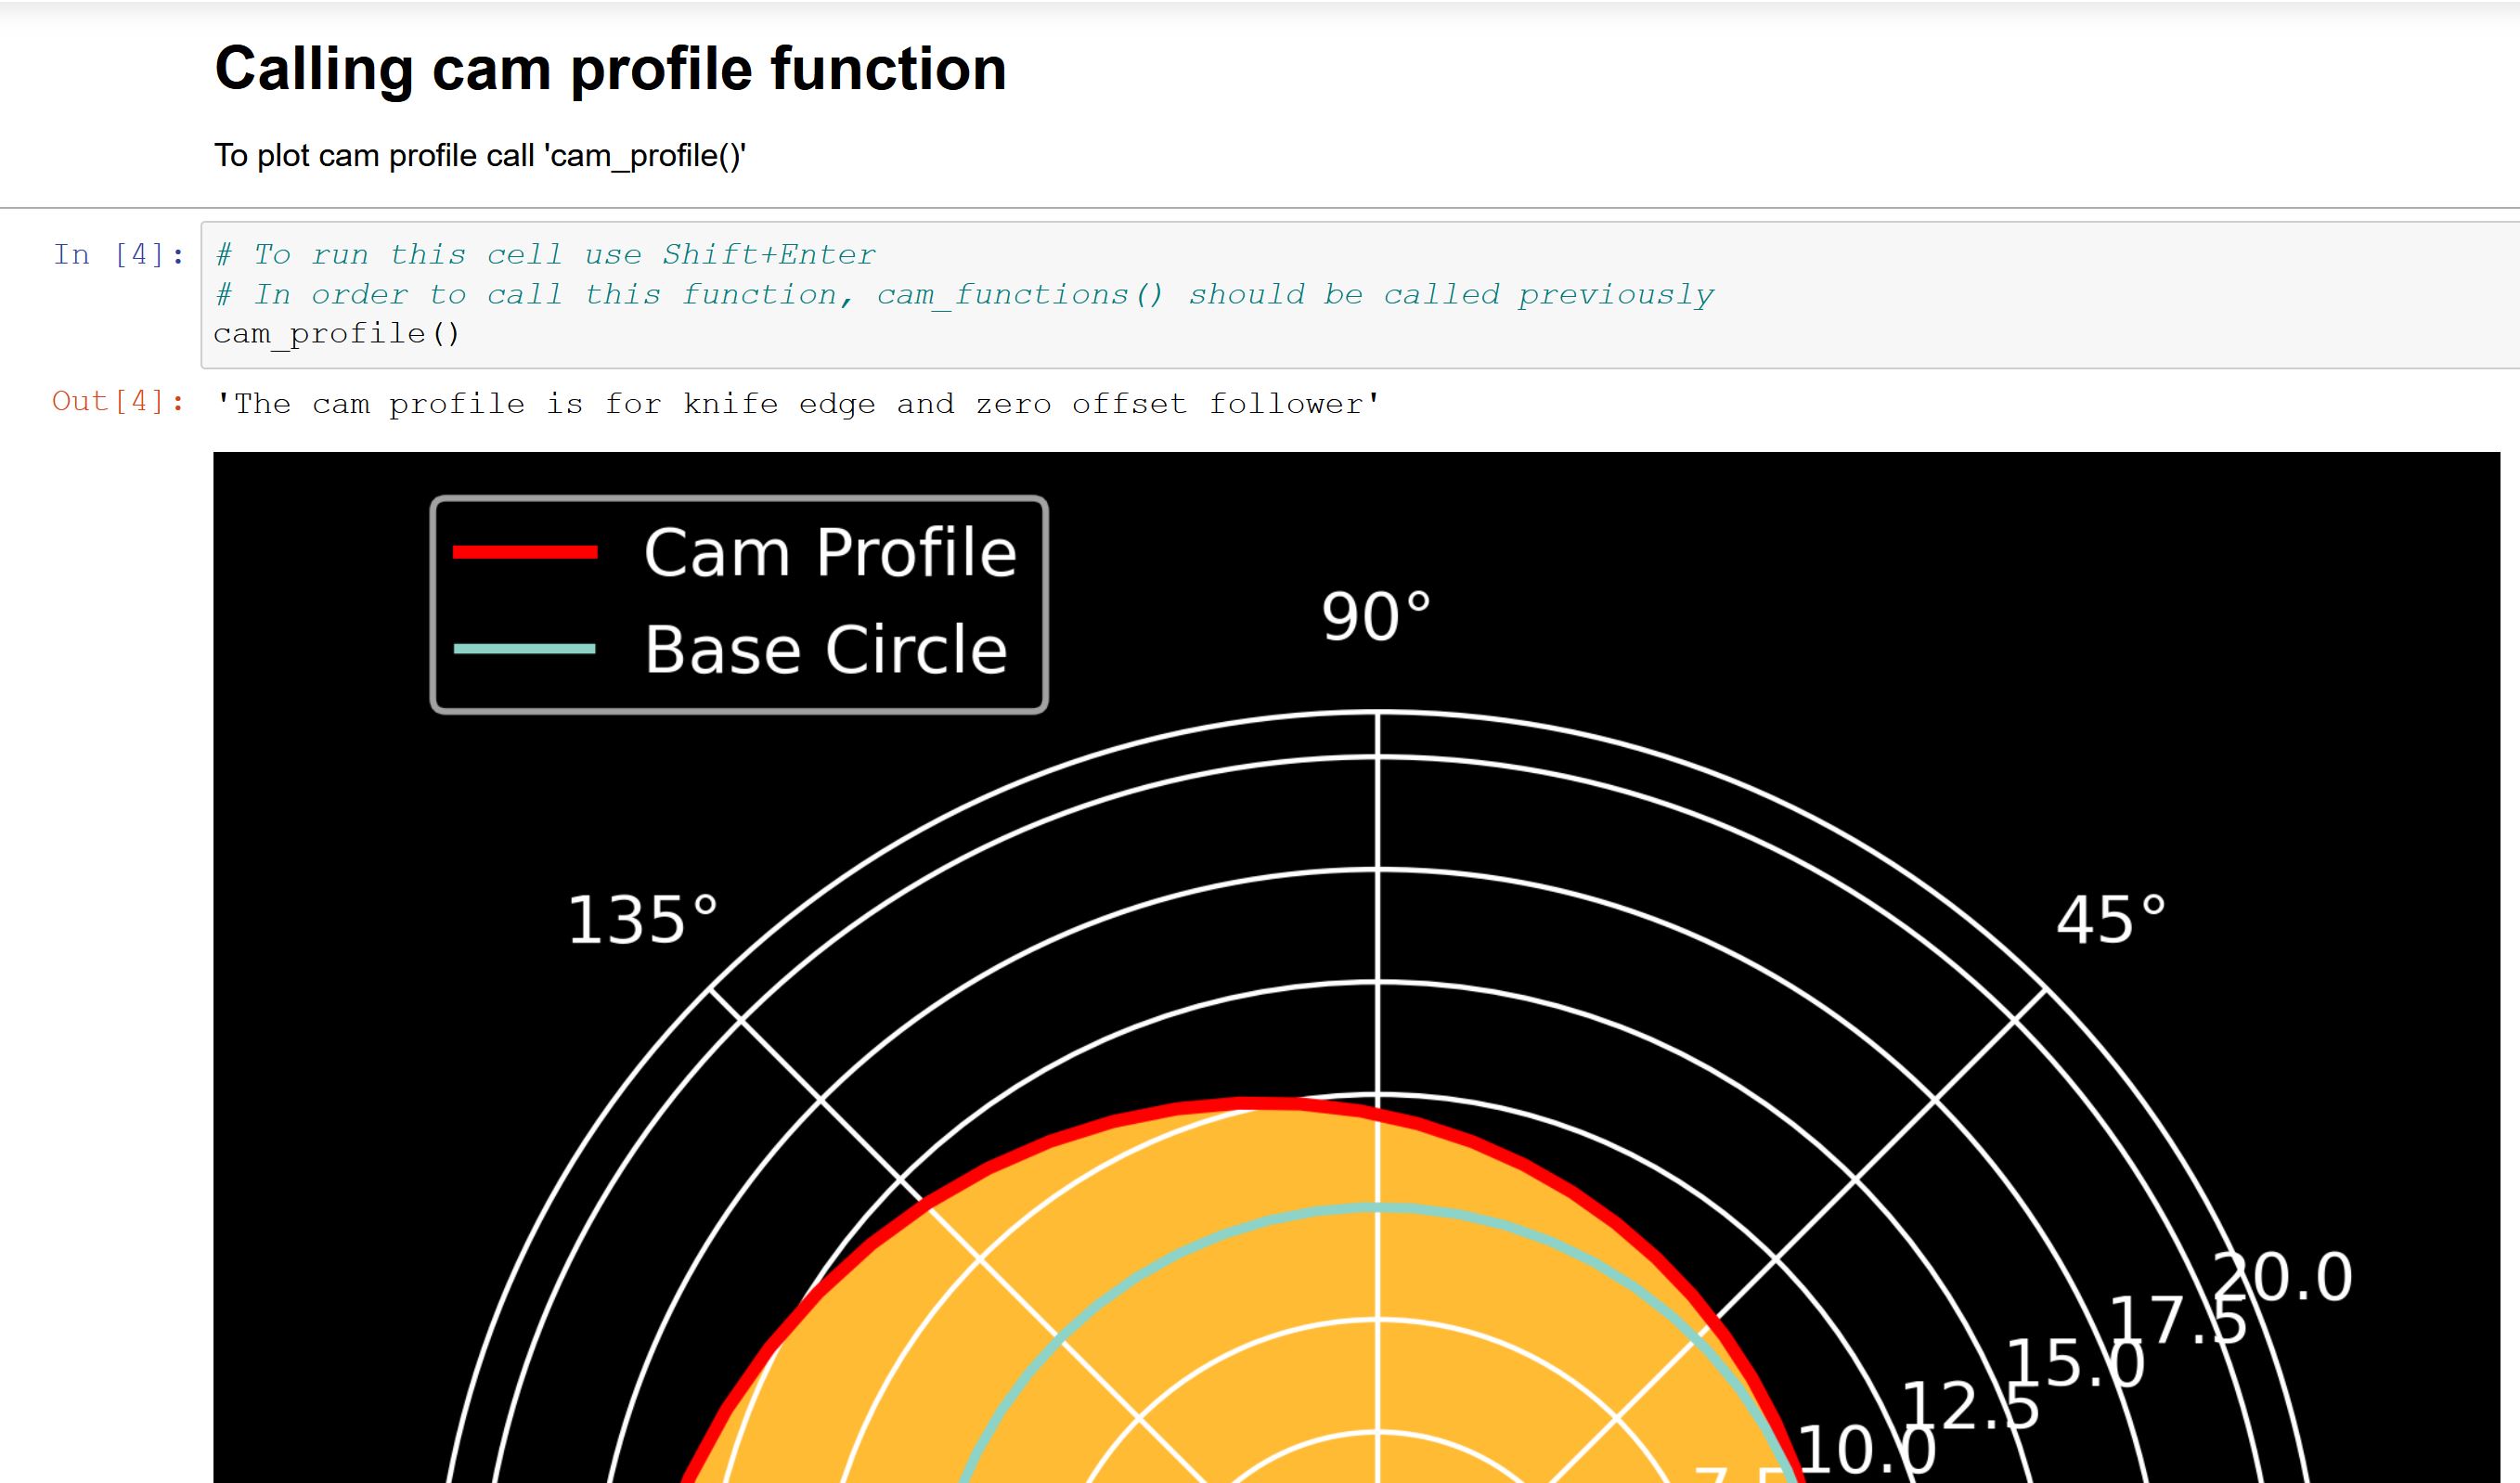 Calling cam profile function
To plot cam profile call 'cam_profile()'
In [4]:
# To run this cell use Shift+Enter
# In order to call this function, cam_functions() should be called previously
cam_profile()
Out[4]:
'The cam profile is for knife edge and zero offset follower'
Cam Profile
Base Circle
90°
135°
45°
20.0
17.5
15.0
12.5
10.0